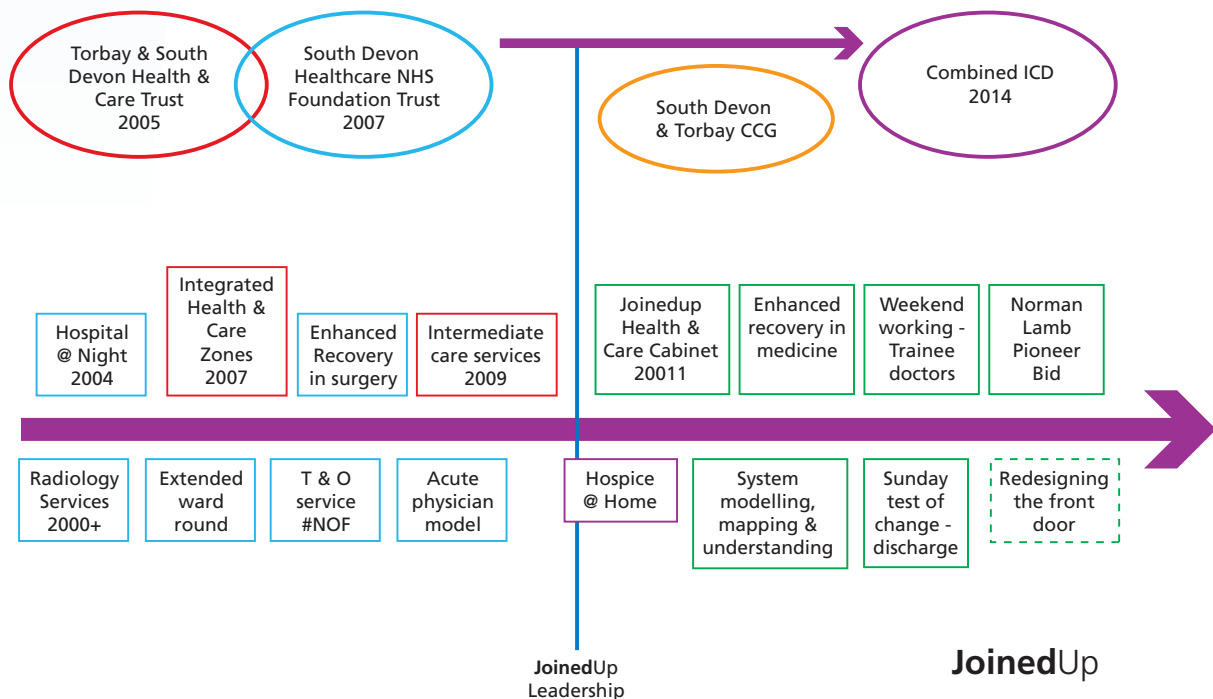 Torbay & South
Devon Health &
Care Trust
2005
South Devon
Healthcare NHS
Foundation Trust
2007
South Devon
& Torbay CCG
Combined ICD
2014
Hospital
@ Night
2004
Integrated
Health &
Care
Zones
2007
Enhanced
Recovery
in surgery
Intermediate
care services
2009
Joinedup
Health &
Care Cabinet
20011
Enhanced
recovery in
medicine
Weekend
working -
Trainee
doctors
Norman
Lamb
Pioneer
Bid
Radiology
Services
2000+
Extended
ward
round
T & O
service
#NOF
Acute
physician
model
Hospice
@ Home
System
modelling,
mapping &
understanding
Sunday
test of
change -
discharge
Redesigning
the front
door
JoinedUp
Leadership
JoinedUp